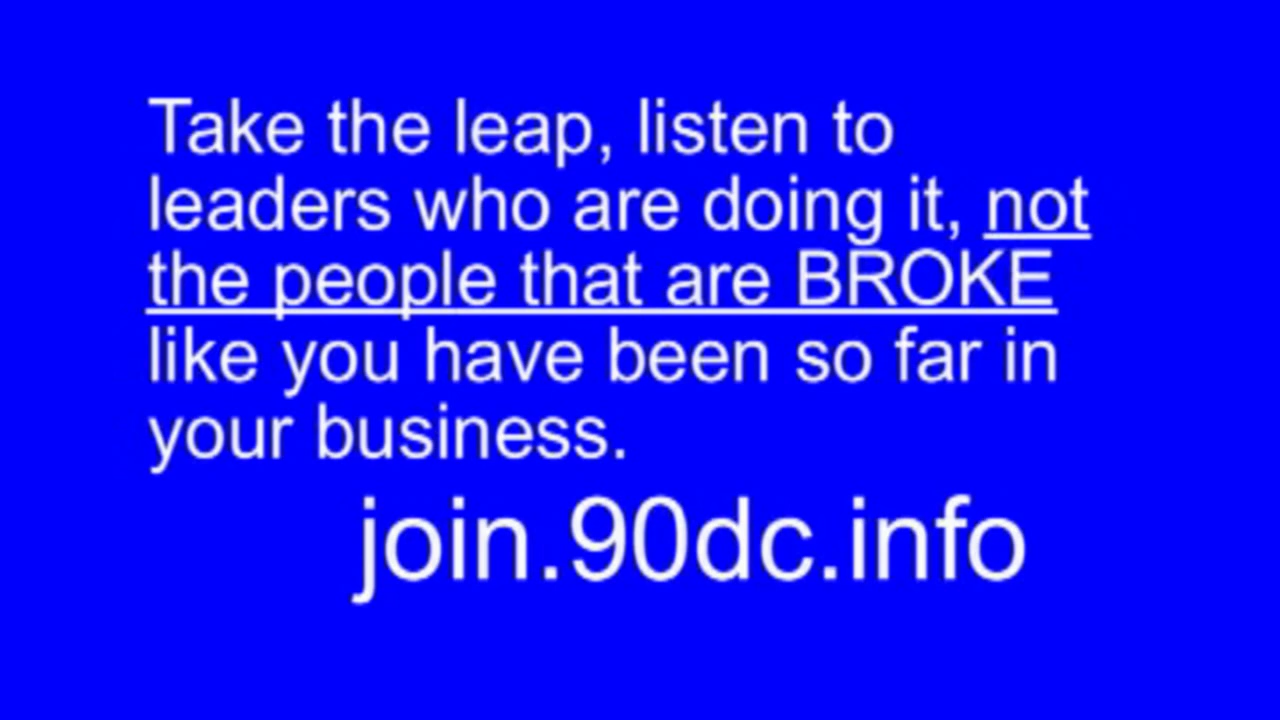 Take the leap, listen to
leaders who are doing it, not
the people that are BROKE
like you have been so far in
your business.
join.90dc.info